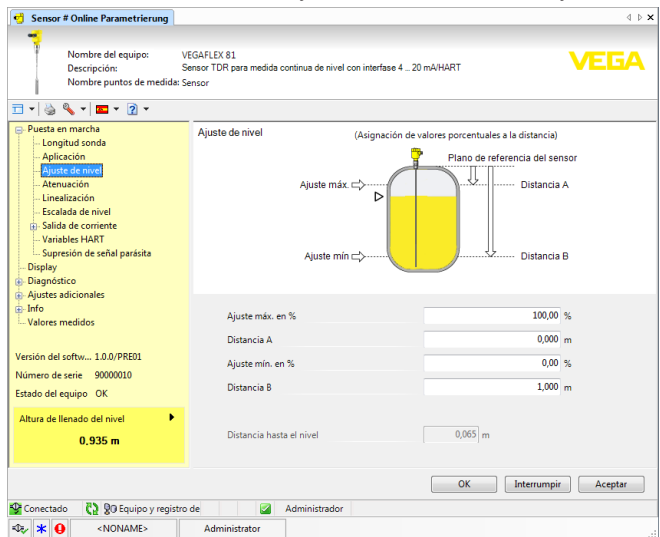 Sensor # Online Parametrierung
Nombre del equipo: VEGAFLEX 81
Descripción: Sensor TDR para medida continua de nivel con interfase 4 ... 20 mA/HART
Nombre puntos de medida: Sensor
VEGA
Puesta en marcha
Longitud sonda
Aplicación
Ajuste de nivel
Atenuación
Linealización
Escalada de nivel
Salida de corriente
Variables HART
Supresión de señal parásita
Display
Diagnóstico
Ajustes adicionales
Info
Valores medidos
Versión del softw... 1.0.0/PRE01
Número de serie 90000010
Estado del equipo OK
Altura de llenado del nivel
0,935 m
Ajuste de nivel
(Asignación de valores porcentuales a la distancia)
Plano de referencia del sensor
Ajuste máx.
Distancia A
Ajuste mín
Distancia B
Ajuste máx. en % 100,00 %
Distancia A 0,000 m
Ajuste mín. en % 0,00 %
Distancia B 1,000 m
Distancia hasta el nivel 0,065 m
OK Interrumpir Aceptar
Conectado Equipo y registro de Administrador
<NONAME> Administrator